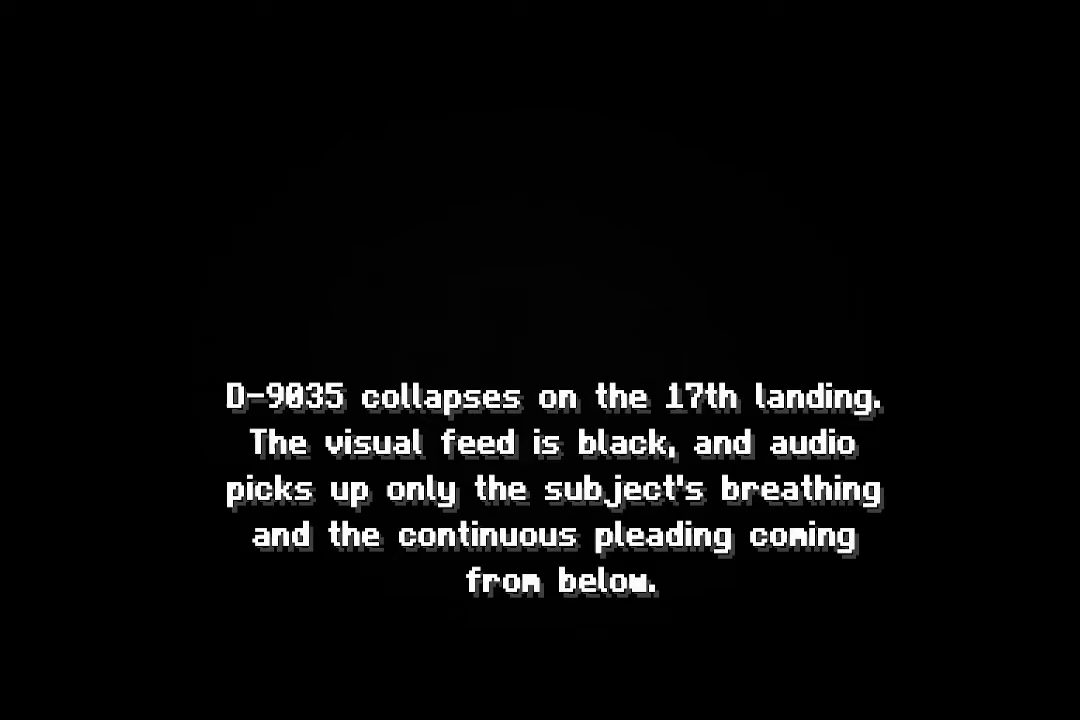 D-9035 collapses on the 17th landing.
The visual feed is black, and audio
picks up only the subject's breathing
and the continuous pleading coming
from below.